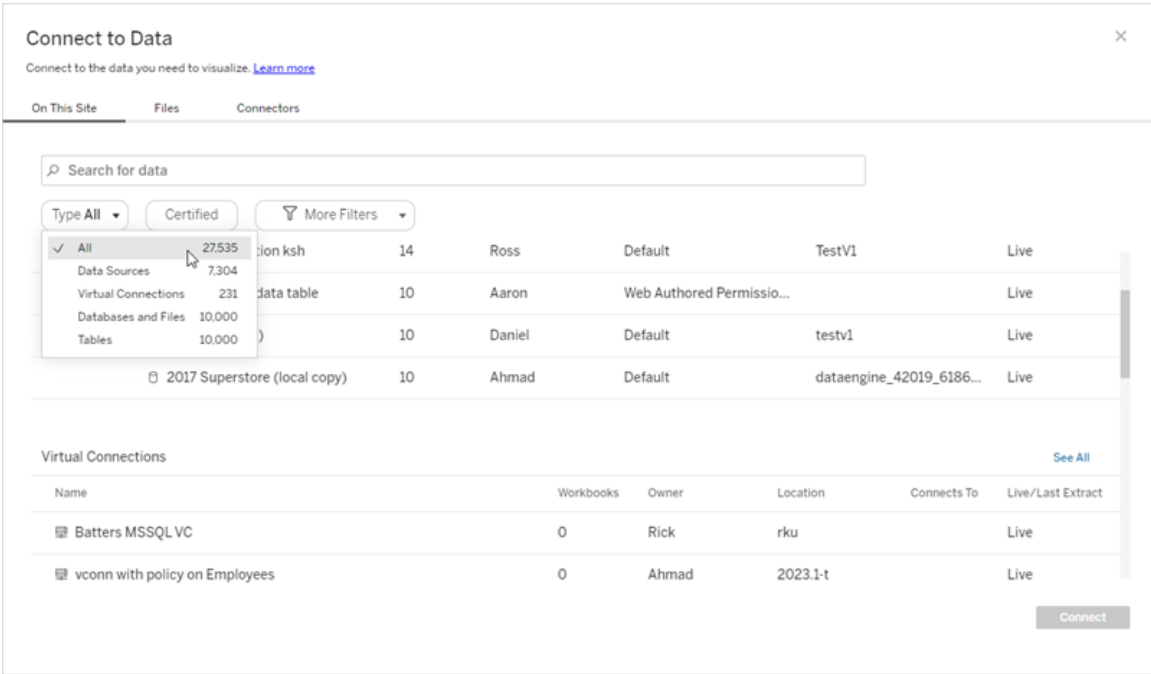 Connect to Data
Connect to the data you need to visualize. Learn more
On This Site Files Connectors
Search for data
Type All Certified More Filters
All 27,535
Data Sources 7,304
Virtual Connections 231
Databases and Files 10,000
Tables 10,000
tion ksh 14 Ross Default TestV1 Live
data table 10 Aaron Web Authored Permissio... Live
) 10 Daniel Default testv1 Live
2017 Superstore (local copy) 10 Ahmad Default dataengine_42019_6186... Live
Virtual Connections See All
Name Workbooks Owner Location Connects To Live/Last Extract
Batters MSSQL VC 0 Rick rku Live
vconn with policy on Employees 0 Ahmad 2023.1-t Live
Connect